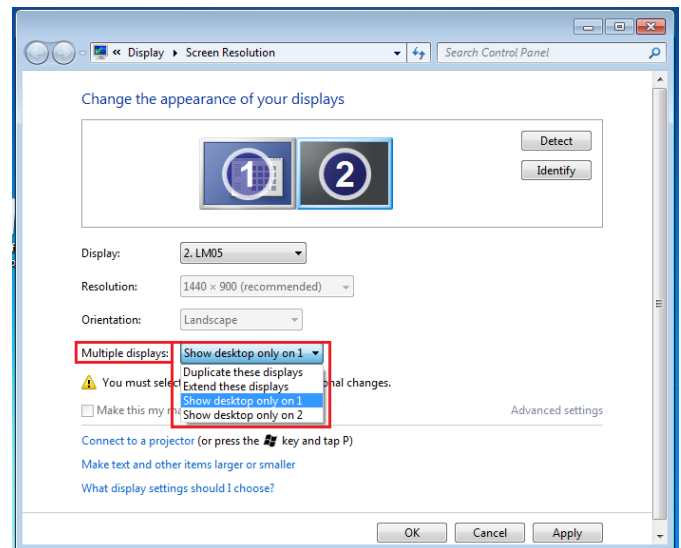 « Display ▸ Screen Resolution Search Control Panel
Change the appearance of your displays
1 2
Detect
Identify
Display: 2. LM05
Resolution: 1440 × 900 (recommended)
Orientation: Landscape
Multiple displays: Show desktop only on 1
Duplicate these displays
You must selec nal changes.
Extend these displays
Show desktop only on 1
Make this my m Advanced settings
Show desktop only on 2
Connect to a projector (or press the key and tap P)
Make text and other items larger or smaller
What display settings should I choose?
OK Cancel Apply